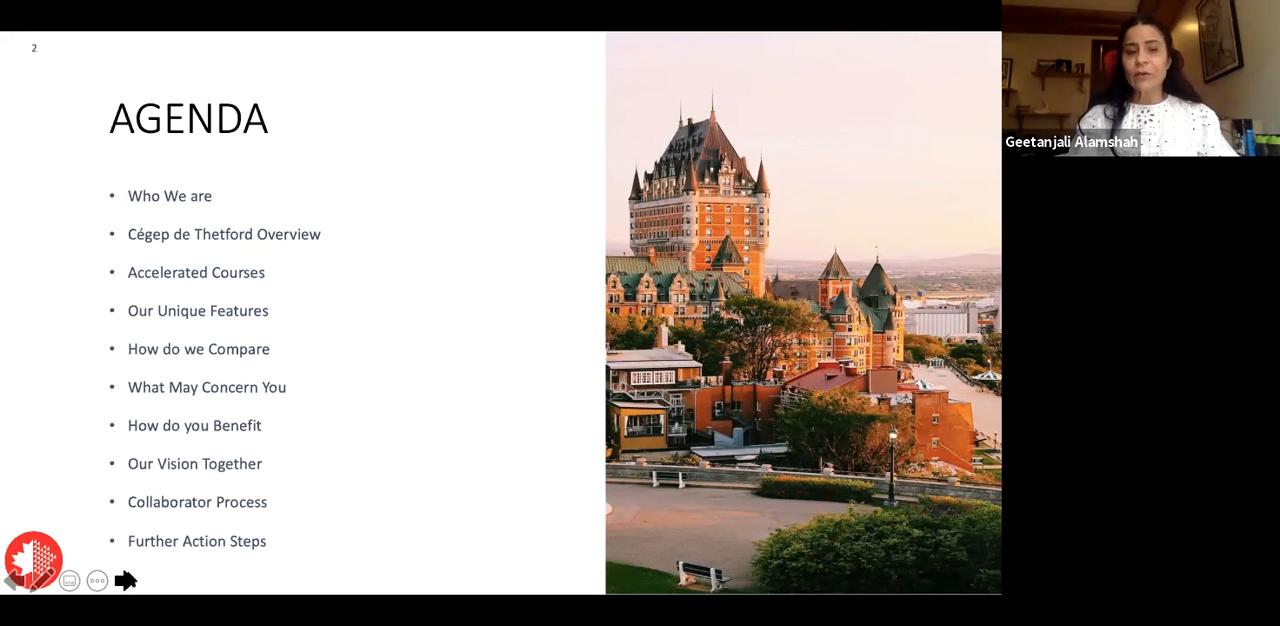 2
AGENDA
• Who We are
• Cégep de Thetford Overview
• Accelerated Courses
• Our Unique Features
• How do we Compare
• What May Concern You
• How do you Benefit
• Our Vision Together
• Collaborator Process
• Further Action Steps
Geetanjali Alamshah